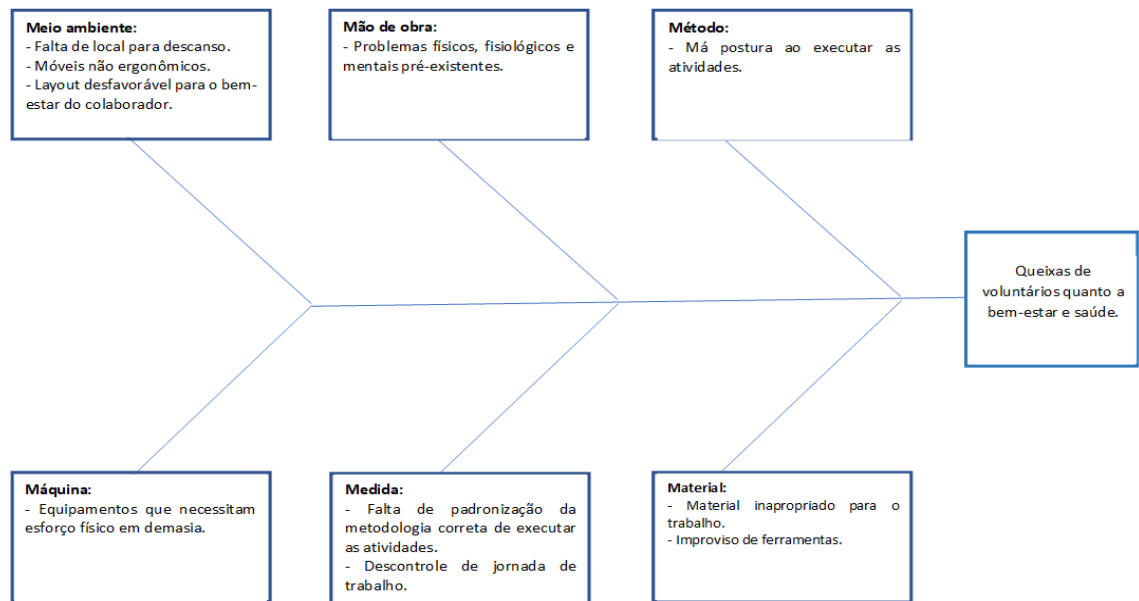 Meio ambiente:
- Falta de local para descanso.
- Móveis não ergonômicos.
- Layout desfavorável para o bem-
estar do colaborador.
Mão de obra:
- Problemas físicos, fisiológicos e
mentais pré-existentes.
Método:
- Má postura ao executar as
atividades.
Queixas de
voluntários quanto a
bem-estar e saúde.
Máquina:
- Equipamentos que necessitam
esforço físico em demasia.
Medida:
- Falta de padronização da
metodologia correta de executar
as atividades.
- Descontrole de jornada de
trabalho.
Material:
- Material inapropriado para o
trabalho.
- Improviso de ferramentas.